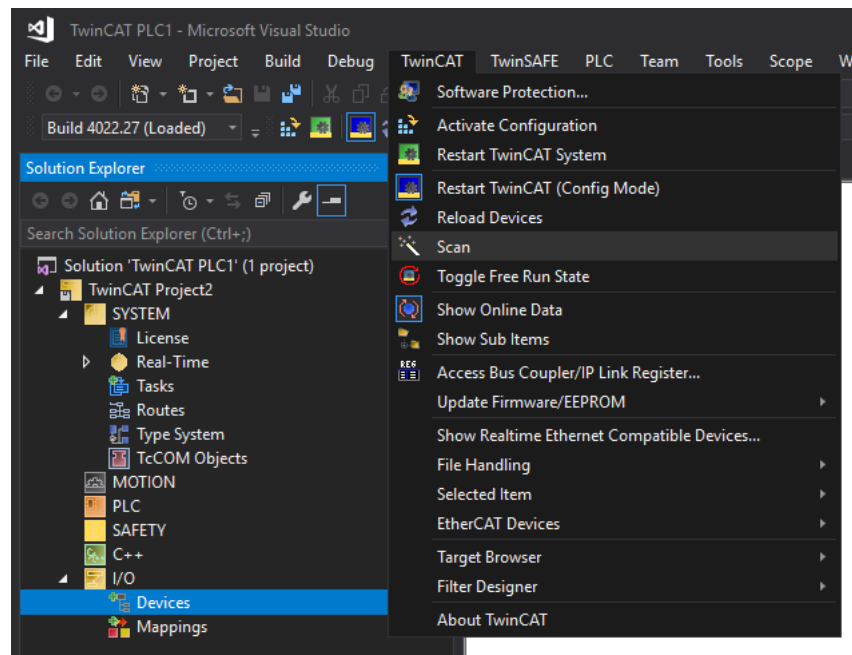 TwinCAT PLC1 - Microsoft Visual Studio
File Edit View Project Build Debug TwinCAT TwinSAFE PLC Team Tools Scope W
Build 4022.27 (Loaded)
Solution Explorer
Search Solution Explorer (Ctrl+;)
Solution 'TwinCAT PLC1' (1 project)
TwinCAT Project2
SYSTEM
License
Real-Time
Tasks
Routes
Type System
TcCOM Objects
MOTION
PLC
SAFETY
C++
I/O
Devices
Mappings
Software Protection...
Activate Configuration
Restart TwinCAT System
Restart TwinCAT (Config Mode)
Reload Devices
Scan
Toggle Free Run State
Show Online Data
Show Sub Items
REG
Access Bus Coupler/IP Link Register...
Update Firmware/EEPROM
Show Realtime Ethernet Compatible Devices...
File Handling
Selected Item
EtherCAT Devices
Target Browser
Filter Designer
About TwinCAT